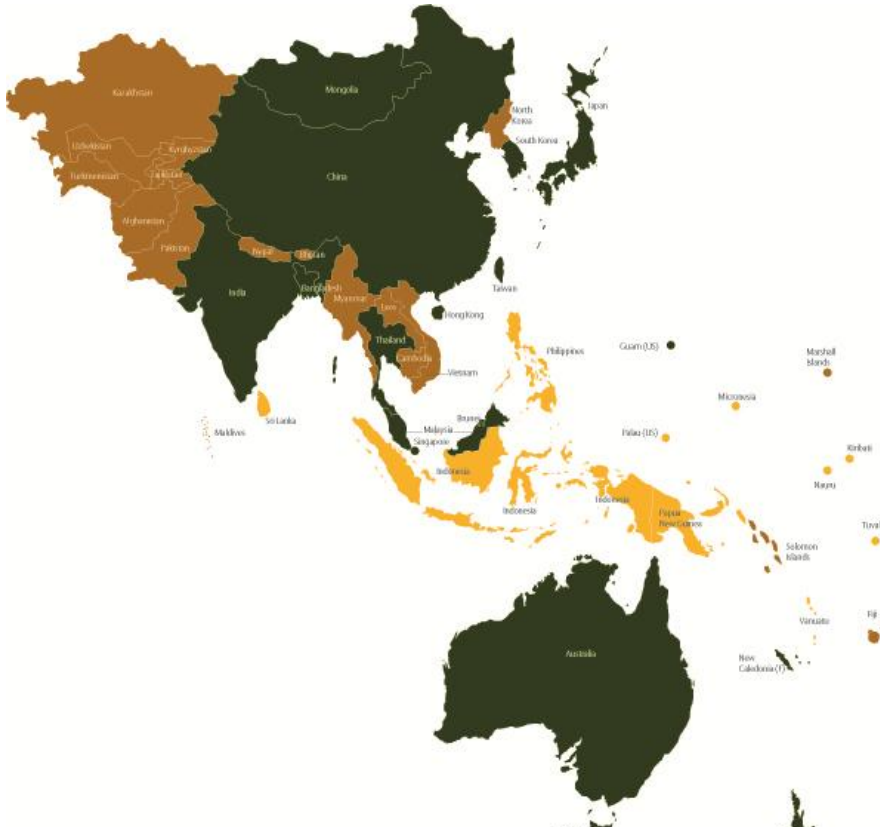 Kazakhstan
Mongolia
North
Korea
Japan
South Korea
Uzbekistan
Kyrghyzstan
China
Turkmenistan
Tajikistan
Afghanistan
Pakistan
Nepal
Bhutan
Bangladesh
India
Myanmar
Laos
Taiwan
Hong Kong
Thailand
Cambodia
Vietnam
Philippines
Guam (US)
Marshall
Islands
Micronesia
Sri Lanka
Maldives
Brunei
Malaysia
Singapore
Palau (US)
Kiribati
Indonesia
Nauru
Indonesia
Indonesia
Papua
New Guinea
Tuval
Solomon
Islands
Vanuatu
Fiji
Australia
New
Caledonia (F)